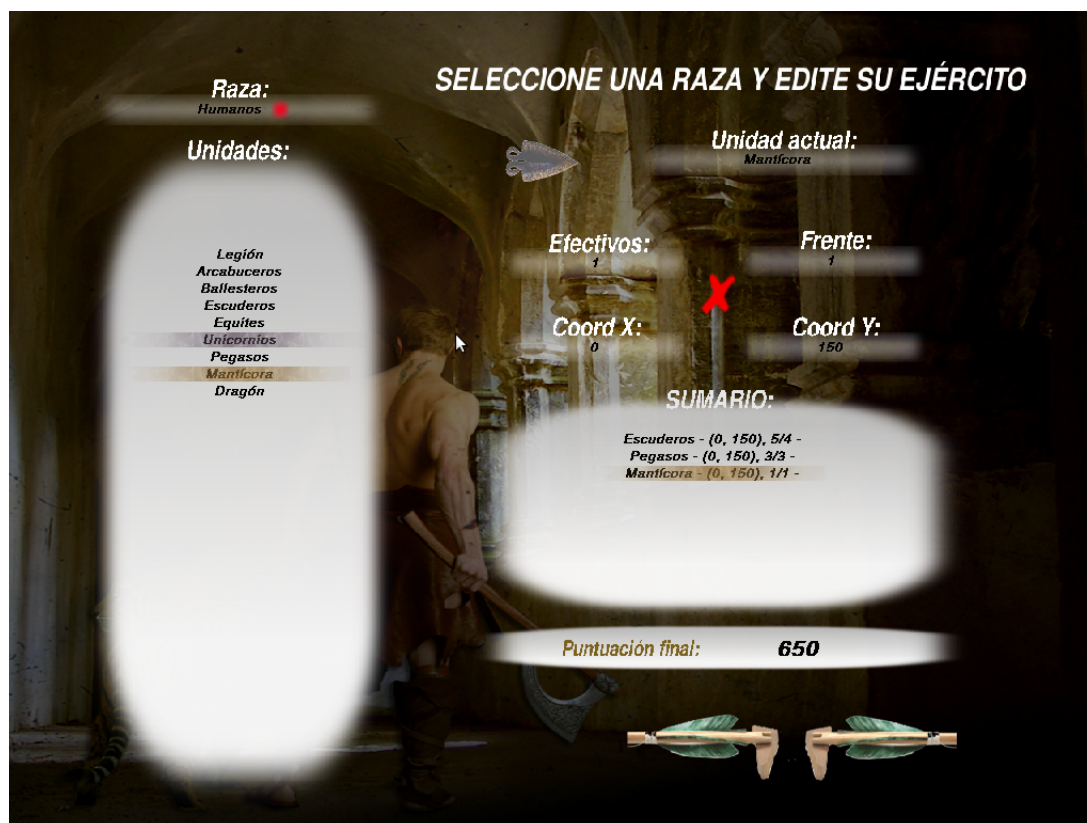 SELECCIONE UNA RAZA Y EDITE SU EJÉRCITO
Raza:
Humanos
Unidades:
Legión
Arcabuceros
Ballesteros
Escuderos
Equites
Unicornios
Pegasos
Mantícora
Dragón
Unidad actual:
Mantícora
Efectivos:
1
Frente:
1
Coord X:
0
Coord Y:
150
SUMARIO:
Escuderos - (0, 150), 5/4 -
Pegasos - (0, 150), 3/3 -
Mantícora - (0, 150), 1/1 -
Puntuación final: 650